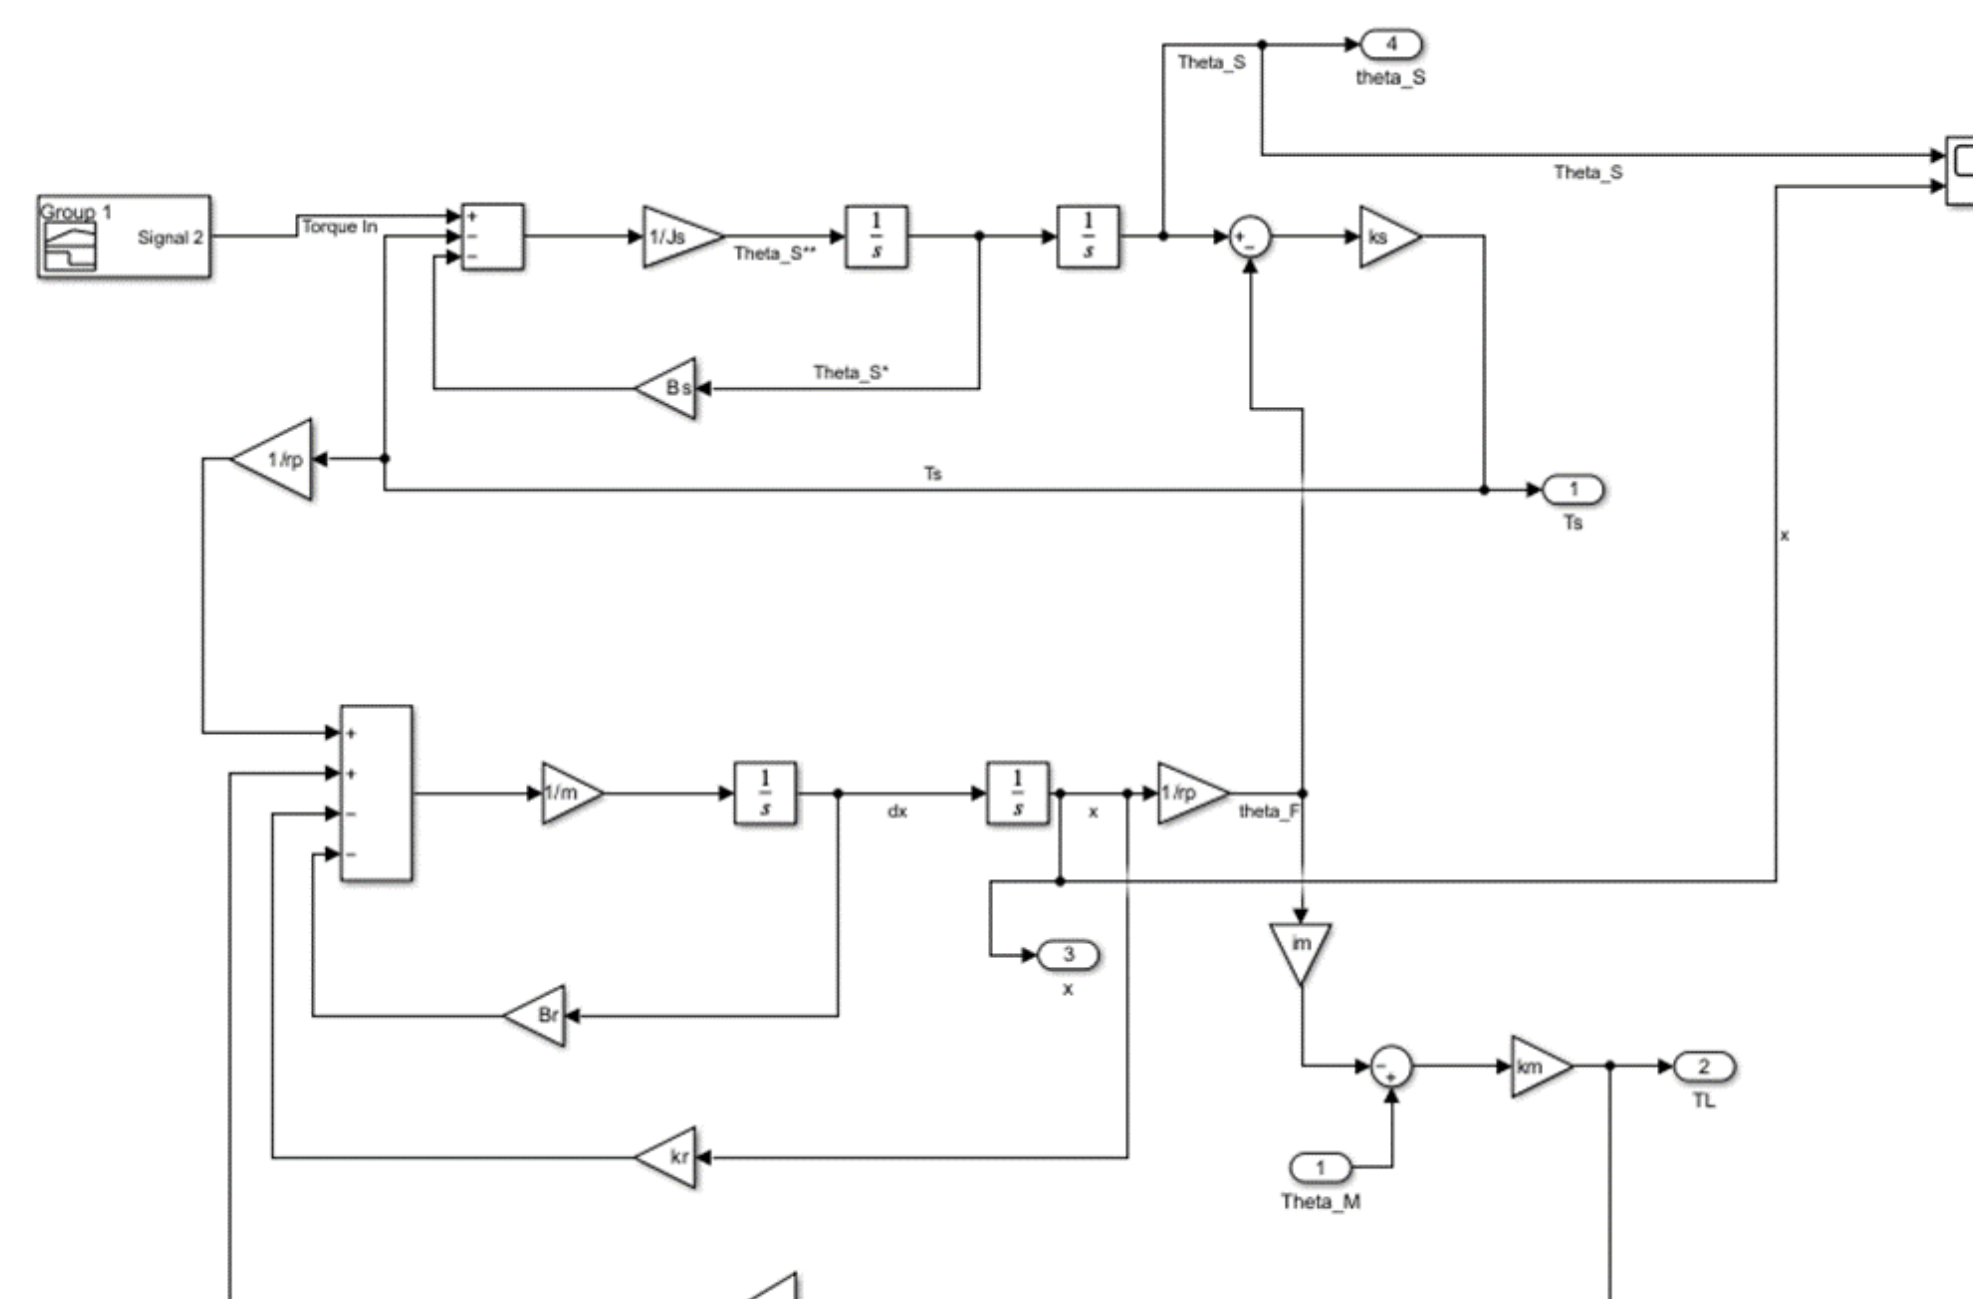 4
Theta_S
theta_S
Theta_S
Group 1
Signal 2
Torque In
+
−
−
1/Js
Theta_S**
1
s
1
s
+
−
ks
Bs
Theta_S*
1/rp
Ts
1
Ts
x
+
+
−
−
1/m
1
s
dx
1
s
x
1/rp
theta_F
im
3
x
Br
−
+
km
2
TL
kr
1
Theta_M